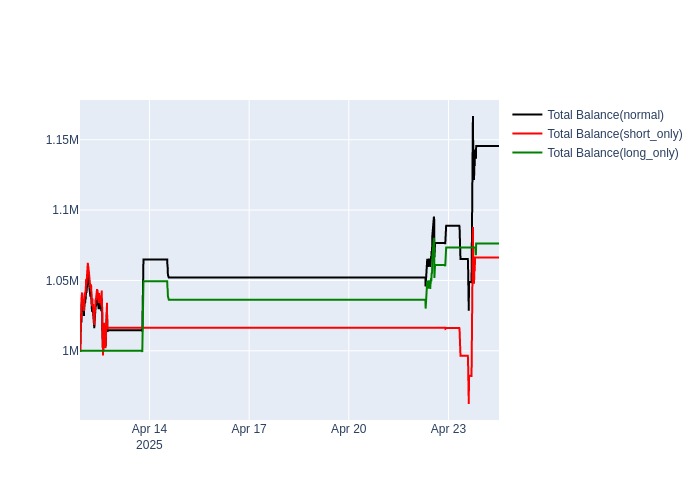 Total Balance(normal)
Total Balance(short_only)
Total Balance(long_only)
1.15M
1.1M
1.05M
1M
Apr 14
2025
Apr 17
Apr 20
Apr 23